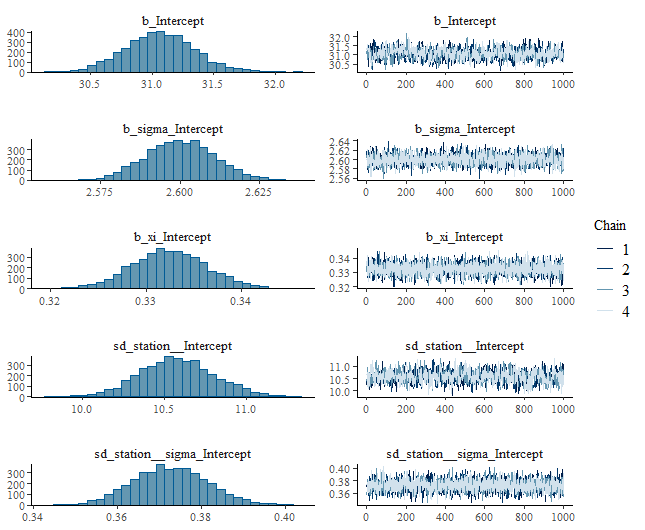 b_Intercept
400
300
200
100
0
30.5 31.0 31.5 32.0
b_Intercept
32.0
31.5
31.0
30.5
0 200 400 600 800 1000
b_sigma_Intercept
300
200
100
0
2.575 2.600 2.625
b_sigma_Intercept
2.64
2.62
2.60
2.58
2.56
0 200 400 600 800 1000
b_xi_Intercept
300
200
100
0
0.32 0.33 0.34
b_xi_Intercept
0.34
0.33
0.32
0 200 400 600 800 1000
sd_station__Intercept
300
200
100
0
10.0 10.5 11.0
sd_station__Intercept
11.0
10.5
10.0
0 200 400 600 800 1000
sd_station__sigma_Intercept
300
200
100
0
0.34 0.36 0.38 0.40
sd_station__sigma_Intercept
0.40
0.38
0.36
0 200 400 600 800 1000
Chain
1
2
3
4